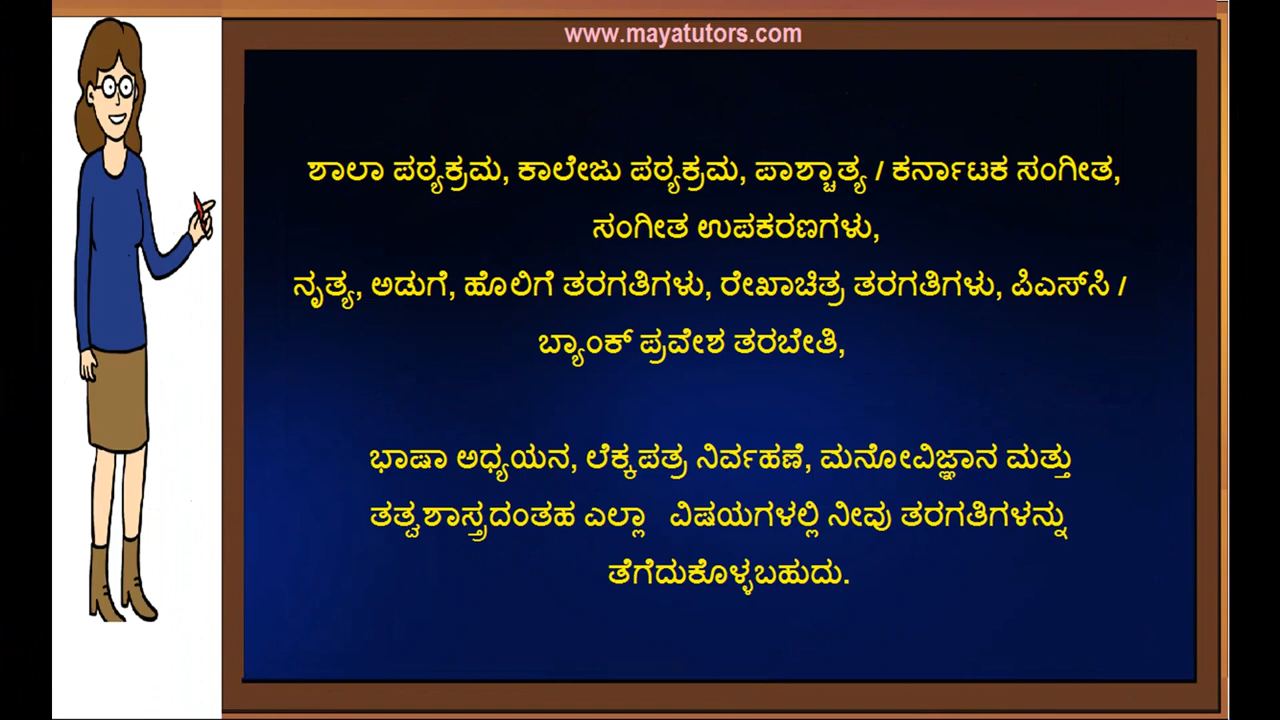 www.mayatutors.com
ಶಾಲಾ ಪಠ್ಯಕ್ರಮ, ಕಾಲೇಜು ಪಠ್ಯಕ್ರಮ, ಪಾಶ್ಚಾತ್ಯ / ಕರ್ನಾಟಕ ಸಂಗೀತ,
ಸಂಗೀತ ಉಪಕರಣಗಳು,
ನೃತ್ಯ, ಅಡುಗೆ, ಹೊಲಿಗೆ ತರಗತಿಗಳು, ರೇಖಾಚಿತ್ರ ತರಗತಿಗಳು, ಪಿಎಸ್‌ಸಿ /
ಬ್ಯಾಂಕ್ ಪ್ರವೇಶ ತರಬೇತಿ,
ಭಾಷಾ ಅಧ್ಯಯನ, ಲೆಕ್ಕಪತ್ರ ನಿರ್ವಹಣೆ, ಮನೋವಿಜ್ಞಾನ ಮತ್ತು
ತತ್ವಶಾಸ್ತ್ರದಂತಹ ಎಲ್ಲಾ ವಿಷಯಗಳಲ್ಲಿ ನೀವು ತರಗತಿಗಳನ್ನು
ತೆಗೆದುಕೊಳ್ಳಬಹುದು.